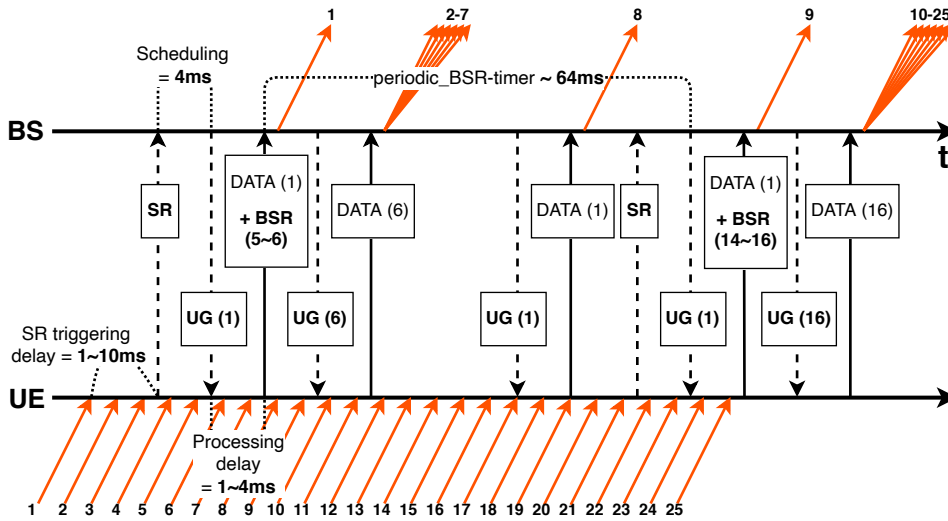 1
2-7
8
9
10-25
Scheduling
= 4ms
periodic_BSR-timer ~ 64ms
BS
t
SR
DATA (1)
+ BSR
(5~6)
DATA (6)
DATA (1)
SR
DATA (1)
+ BSR
(14~16)
DATA (16)
UG (1)
UG (6)
UG (1)
UG (1)
UG (16)
SR triggering
delay = 1~10ms
UE
Processing
delay
= 1~4ms
1 2 3 4 5 6 7 8 9 10 11 12 13 14 15 16 17 18 19 20 21 22 23 24 25